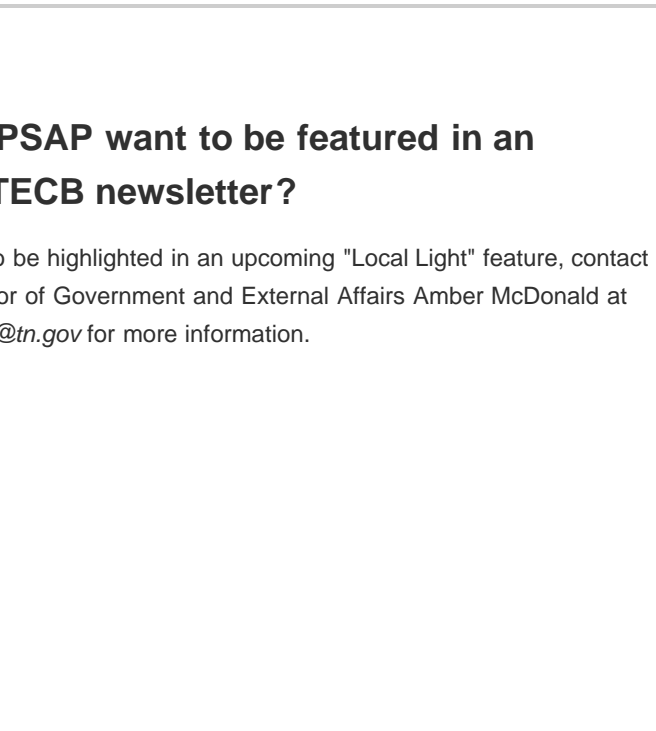 PSAP want to be featured in an
TECB newsletter?
o be highlighted in an upcoming "Local Light" feature, contact
or of Government and External Affairs Amber McDonald at
@tn.gov for more information.